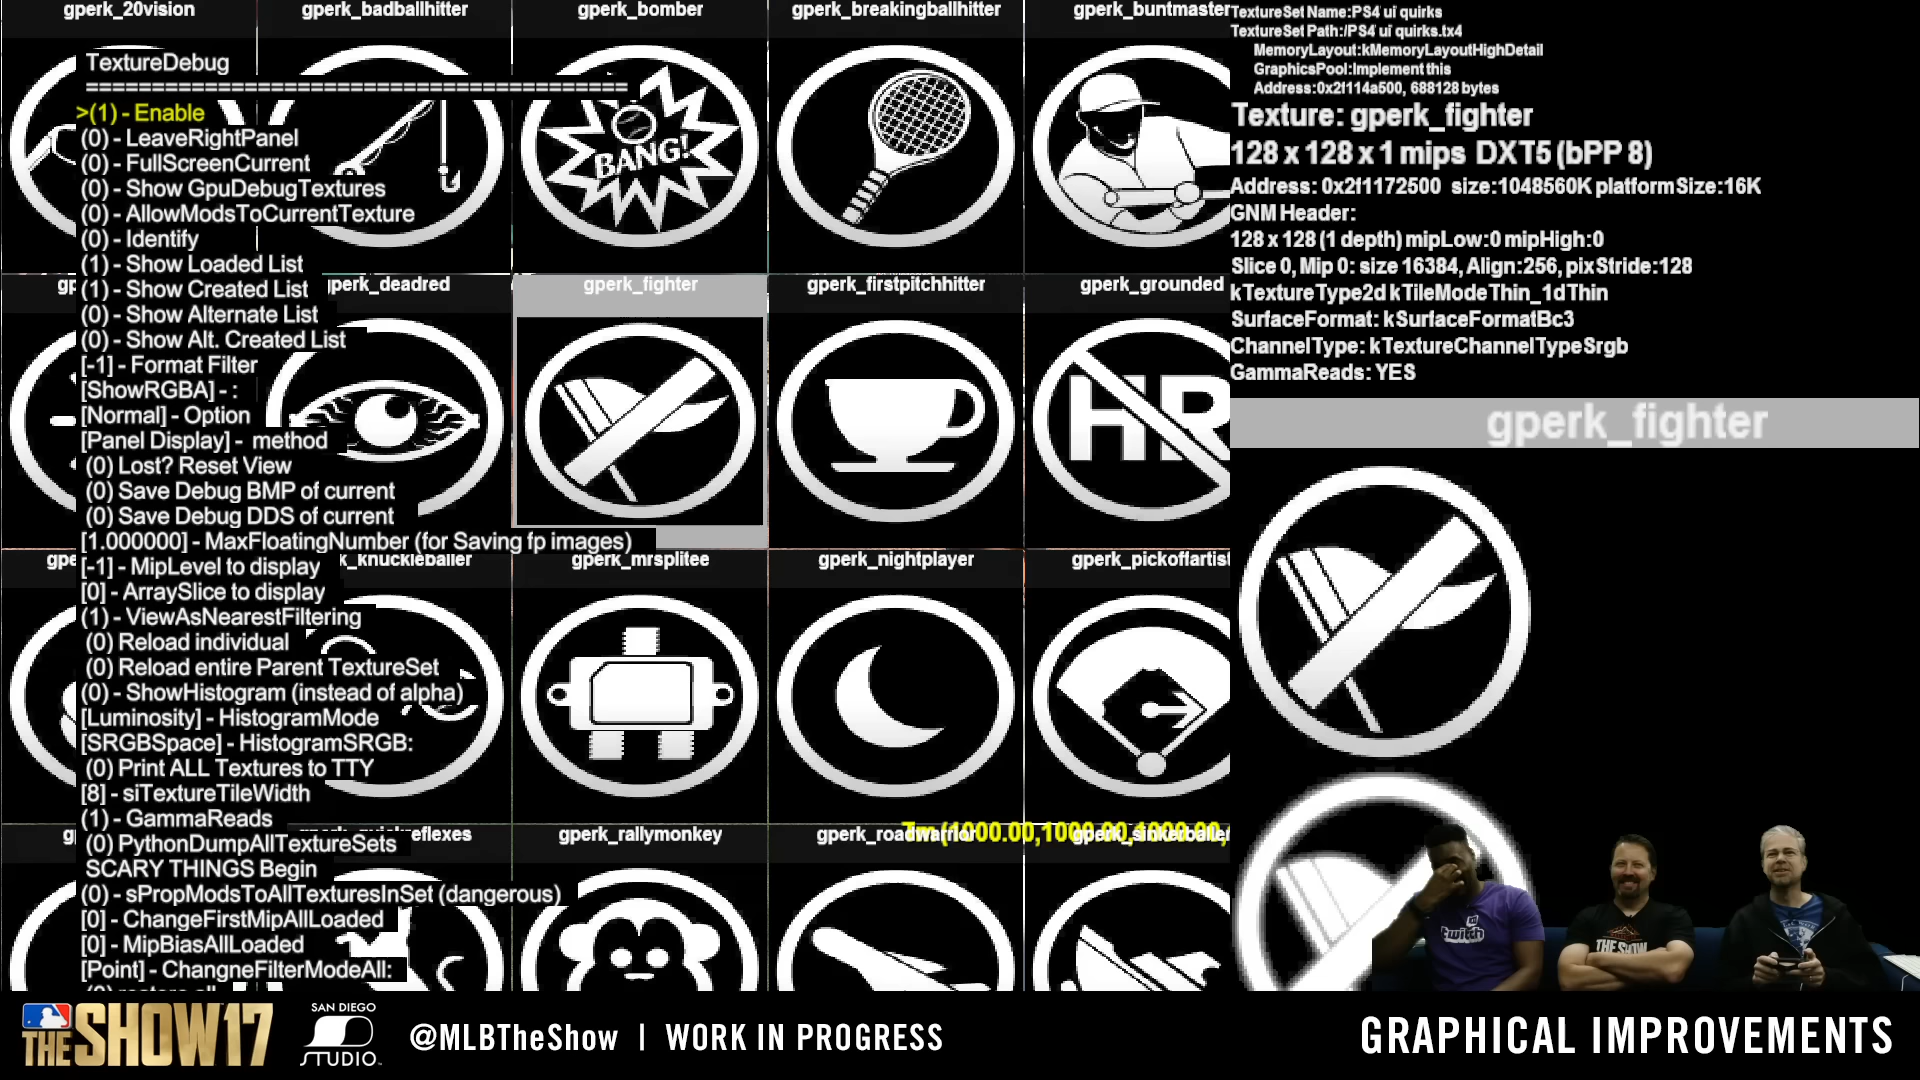 gperk_20vision
gperk_badballhitter
gperk_bomber
gperk_breakingballhitter
gperk_buntmaster
TextureDebug
==========================================
>(1) - Enable
(0) - LeaveRightPanel
(0) - FullScreenCurrent
(0) - Show GpuDebugTextures
(0) - AllowModsToCurrentTexture
(0) - Identify
(1) - Show Loaded List
(1) - Show Created List
(0) - Show Alternate List
(0) - Show Alt. Created List
[-1] - Format Filter
[ShowRGBA] - :
[Normal] - Option
[Panel Display] - method
(0) Lost? Reset View
(0) Save Debug BMP of current
(0) Save Debug DDS of current
[1.000000] - MaxFloatingNumber (for Saving fp images)
[-1] - MipLevel to display
[0] - ArraySlice to display
(1) - ViewAsNearestFiltering
(0) Reload individual
(0) Reload entire Parent TextureSet
(0) - ShowHistogram (instead of alpha)
[Luminosity] - HistogramMode
[SRGBSpace] - HistogramSRGB:
(0) Print ALL Textures to TTY
[8] - siTextureTileWidth
(1) - GammaReads
(0) PythonDumpAllTextureSets
SCARY THINGS Begin
(0) - sPropModsToAllTexturesInSet (dangerous)
[0] - ChangeFirstMipAllLoaded
[0] - MipBiasAllLoaded
[Point] - ChangneFilterModeAll:
BANG!
gperk_deadred
gperk_fighter
gperk_firstpitchhitter
gperk_grounded
HR
k_knuckleballer
gperk_mrsplitee
gperk_nightplayer
gperk_pickoffartist
gperk_rallymonkey
gperk_roadwarrior
gperk_sinkerballer
TextureSet Name:PS4 ui quirks
TextureSet Path:/PS4 ui quirks.tx4
MemoryLayout:kMemoryLayoutHighDetail
GraphicsPool:Implement this
Address:0x2f114a500, 688128 bytes
Texture: gperk_fighter
128 x 128 x 1 mips DXT5 (bPP 8)
Address: 0x2f1172500 size:1048560K platformSize:16K
GNM Header:
128 x 128 (1 depth) mipLow:0 mipHigh:0
Slice 0, Mip 0: size 16384, Align:256, pixStride:128
kTextureType2d kTileModeThin_1dThin
SurfaceFormat: kSurfaceFormatBc3
ChannelType: kTextureChannelTypeSrgb
GammaReads: YES
gperk_fighter
twitch
THE SHOW
MLB THE SHOW 17
SAN DIEGO
STUDIO
@MLBTheShow | WORK IN PROGRESS
GRAPHICAL IMPROVEMENTS